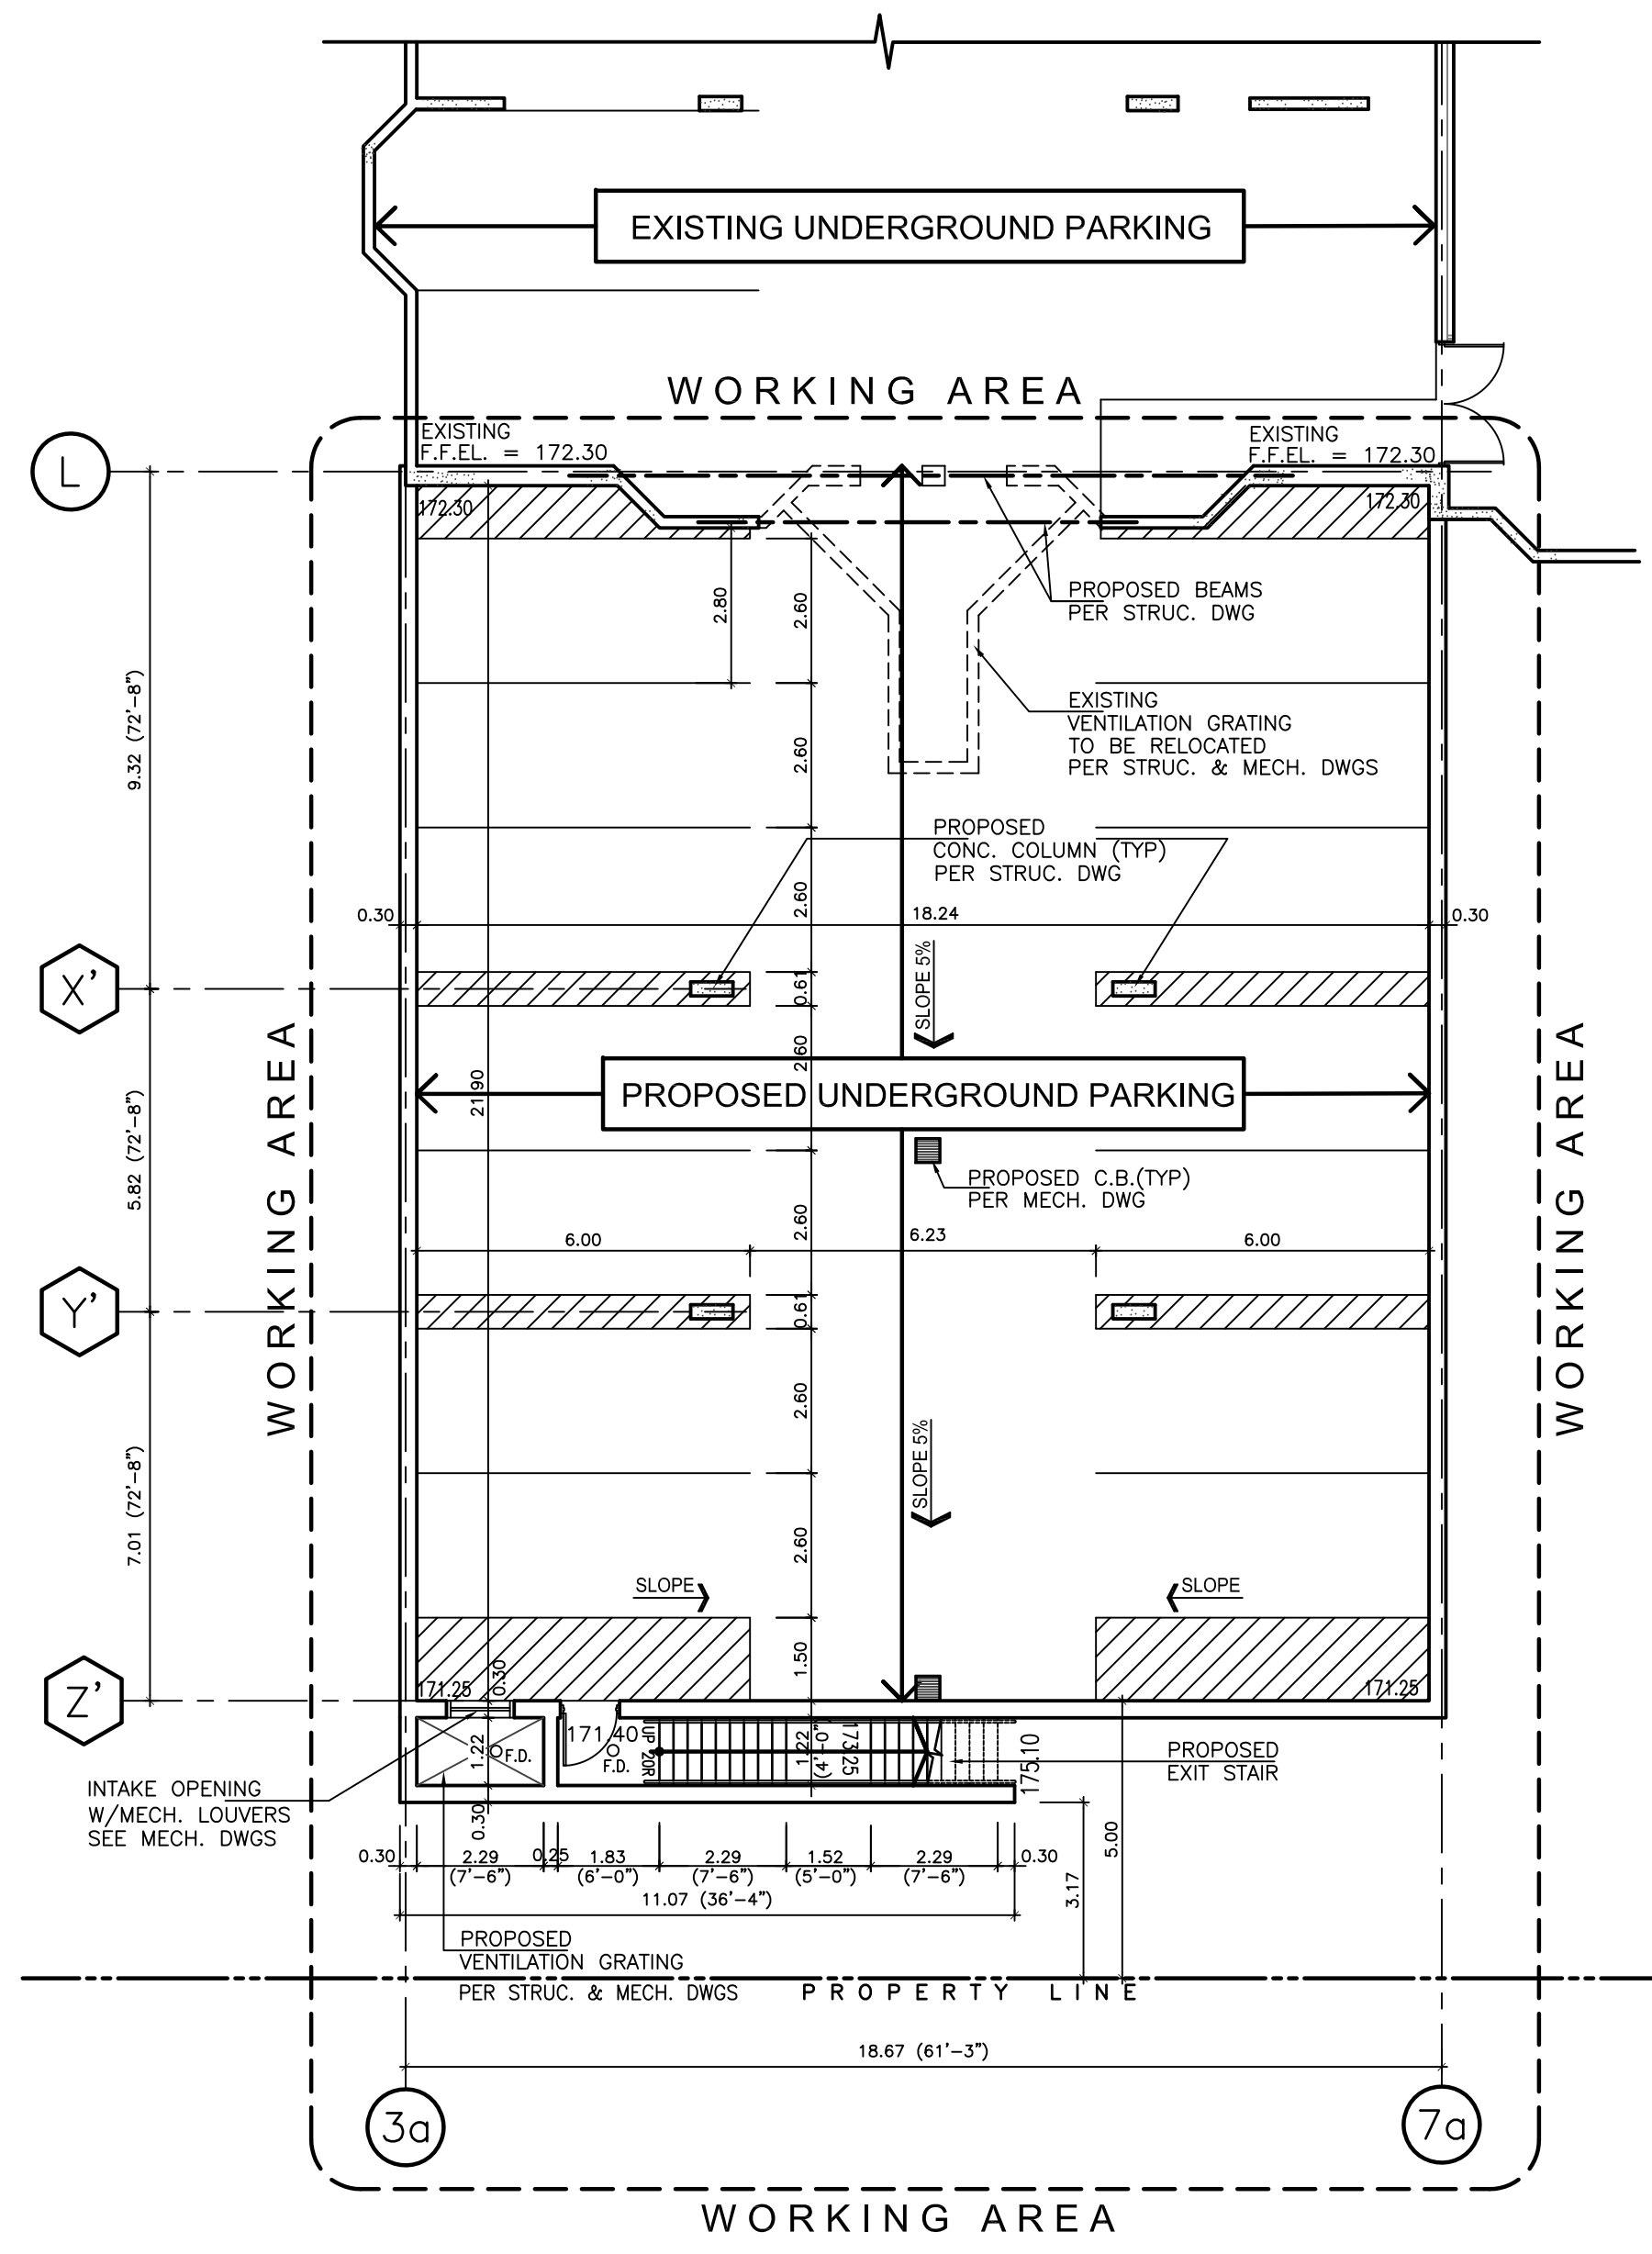 EXISTING UNDERGROUND PARKING
WORKING AREA
EXISTING
F.F.EL. = 172.30
EXISTING
F.F.EL. = 172.30
L
172.30
172.30
PROPOSED BEAMS
PER STRUC. DWG
2.80
2.60
9.32 (72'-8")
EXISTING
VENTILATION GRATING
TO BE RELOCATED
PER STRUC. & MECH. DWGS
2.60
PROPOSED
CONC. COLUMN (TYP)
PER STRUC. DWG
2.60
0.30
18.24
0.30
SLOPE 5%
X'
0.61
2.60
WORKING AREA
WORKING AREA
21.90
PROPOSED UNDERGROUND PARKING
5.82 (72'-8")
PROPOSED C.B.(TYP)
PER MECH. DWG
2.60
6.00
6.23
6.00
Y'
0.61
2.60
SLOPE 5%
7.01 (72'-8")
2.60
SLOPE
SLOPE
1.50
0.30
171.25
171.25
Z'
171.40
F.D.
F.D.
1.22
UP 20R
1.22
(4'-0")
173.25
175.10
PROPOSED
EXIT STAIR
INTAKE OPENING
W/MECH. LOUVERS
SEE MECH. DWGS
0.30
5.00
3.17
0.30
2.29
(7'-6")
0.25
1.83
(6'-0")
2.29
(7'-6")
1.52
(5'-0")
2.29
(7'-6")
0.30
11.07 (36'-4")
PROPOSED
VENTILATION GRATING
PER STRUC. & MECH. DWGS
PROPERTY LINE
18.67 (61'-3")
3a
7a
WORKING AREA